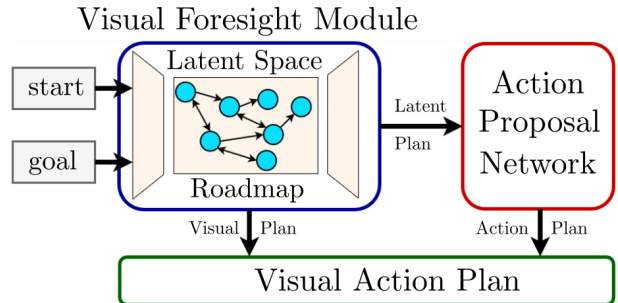 Visual Foresight Module
start
goal
Latent Space
Roadmap
Latent
Plan
Action
Proposal
Network
Visual Plan
Action Plan
Visual Action Plan